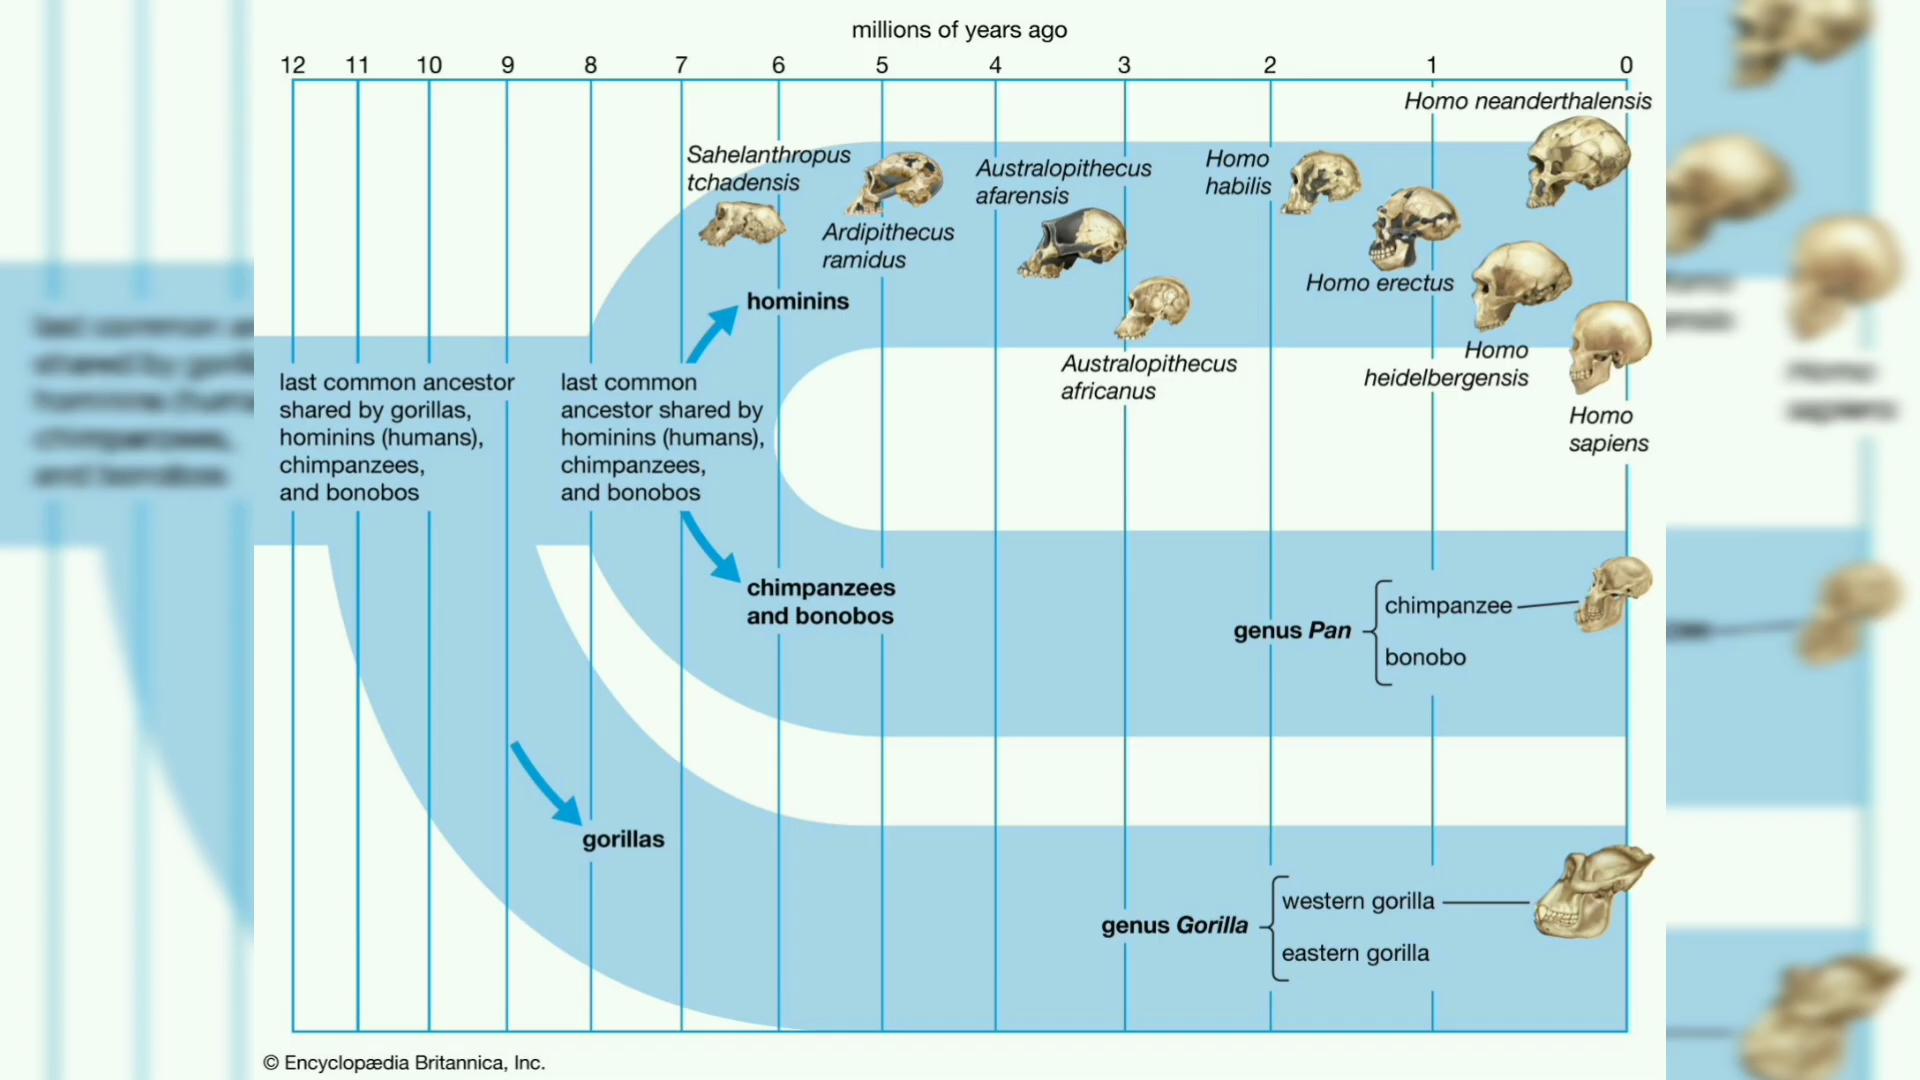 millions of years ago
12 11 10 9 8 7 6 5 4 3 2 1 0
Homo neanderthalensis
Sahelanthropus
tchadensis
Ardipithecus
ramidus
Australopithecus
afarensis
Homo
habilis
Homo erectus
hominins
Australopithecus
africanus
Homo
heidelbergensis
Homo
sapiens
last common ancestor
shared by gorillas,
hominins (humans),
chimpanzees,
and bonobos
last common
ancestor shared by
hominins (humans),
chimpanzees,
and bonobos
chimpanzees
and bonobos
genus Pan
chimpanzee
bonobo
gorillas
genus Gorilla
western gorilla
eastern gorilla
© Encyclopædia Britannica, Inc.